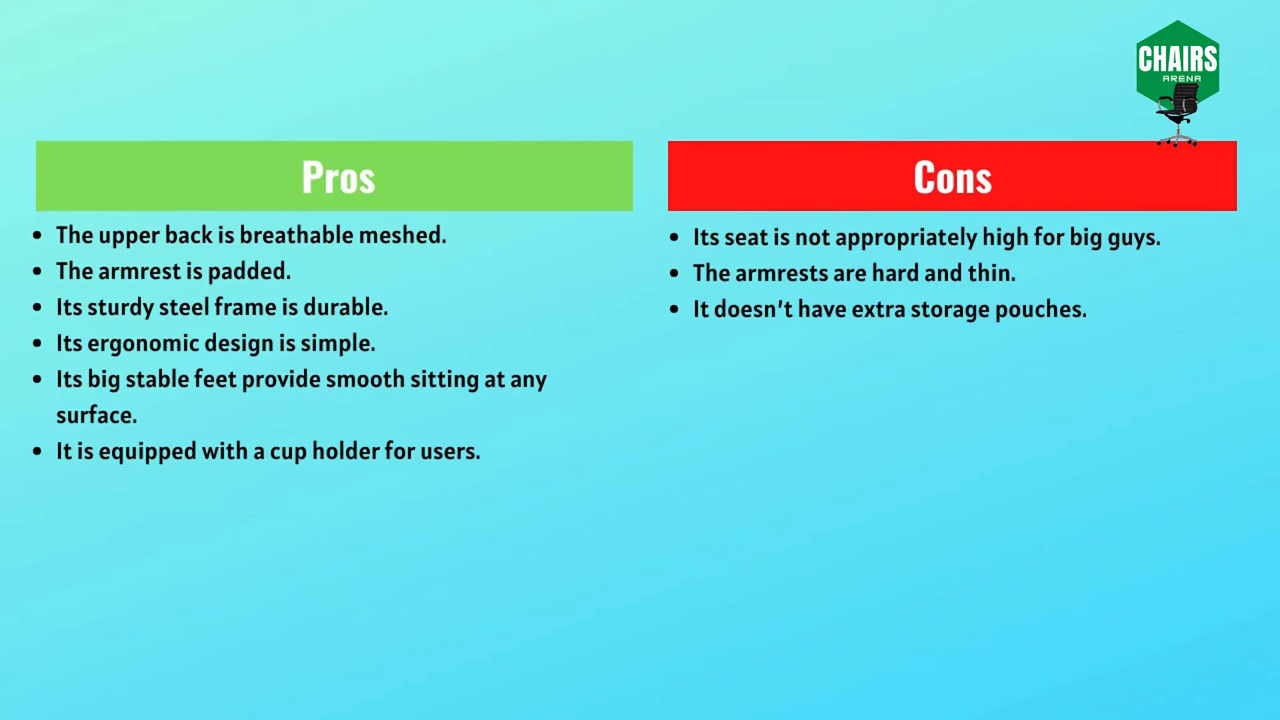 CHAIRS
ARENA
Pros
• The upper back is breathable meshed.
• The armrest is padded.
• Its sturdy steel frame is durable.
• Its ergonomic design is simple.
• Its big stable feet provide smooth sitting at any
surface.
• It is equipped with a cup holder for users.
Cons
• Its seat is not appropriately high for big guys.
• The armrests are hard and thin.
• It doesn't have extra storage pouches.